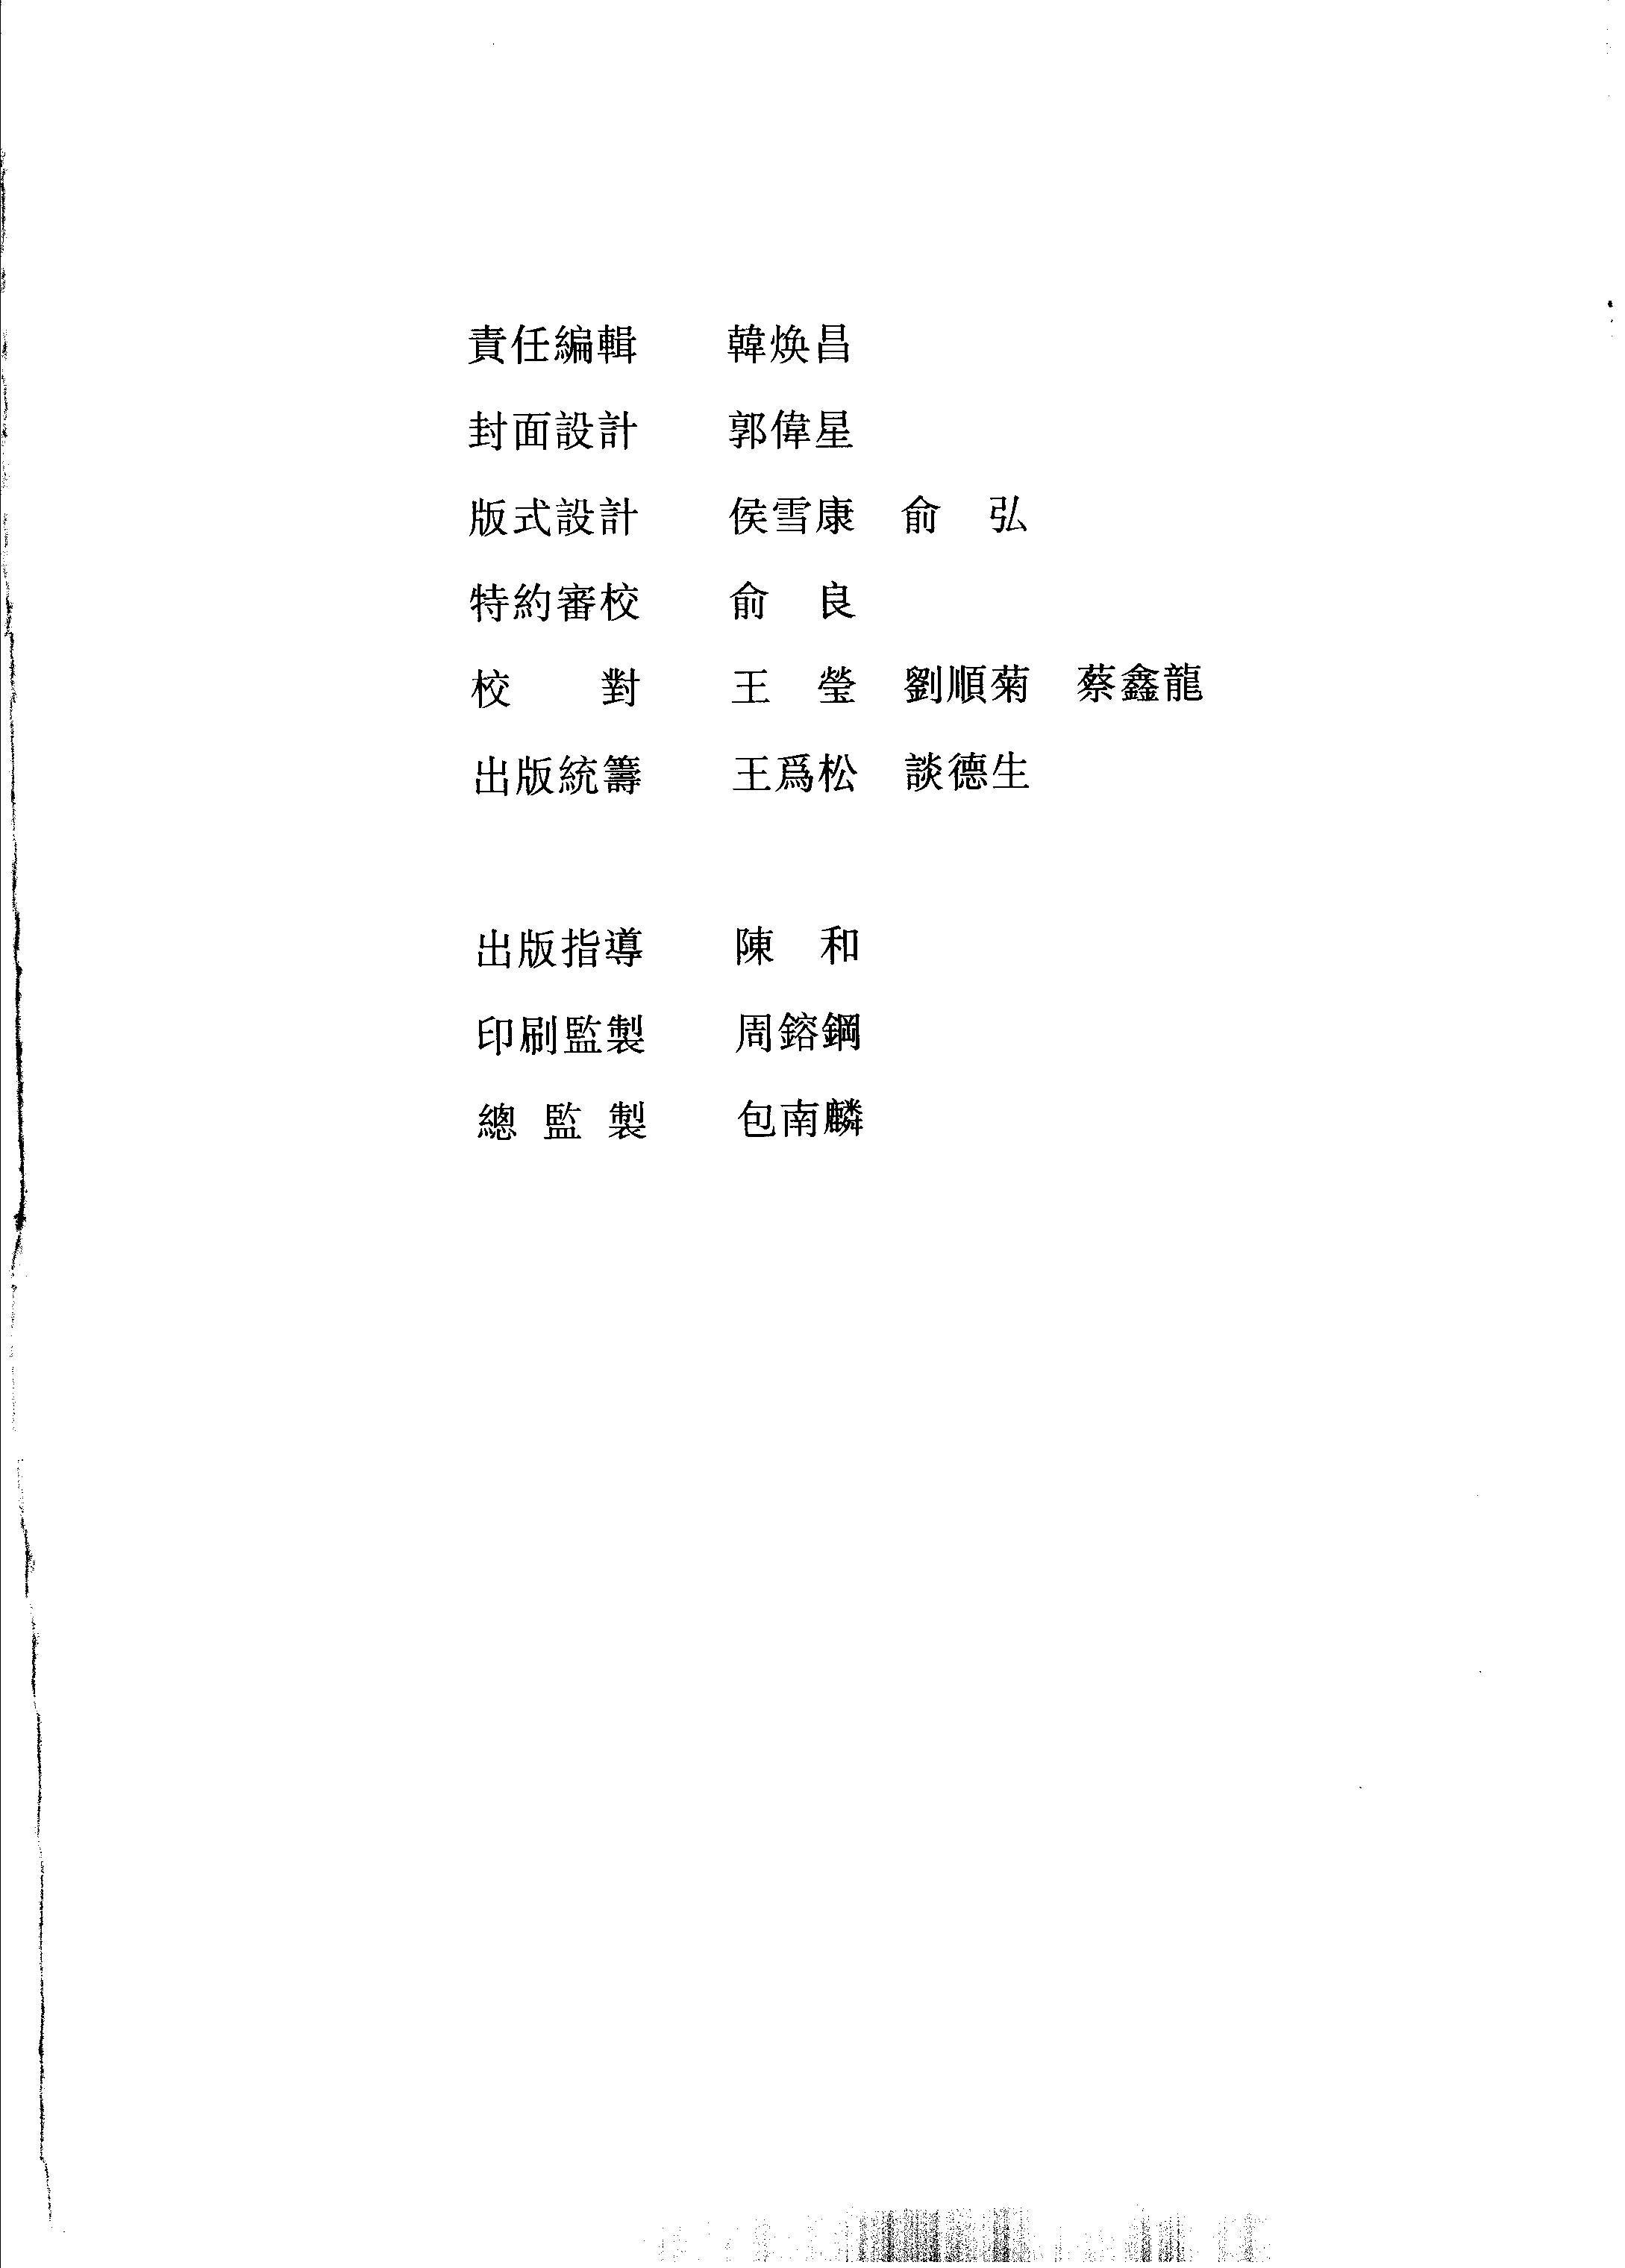 責任編輯　　韓焕昌
封面設計　　郭偉星
版式設計　　侯雪康　俞　弘
特約審校　　俞　良
校　　對　　王　瑩　劉順菊　蔡鑫龍
出版統籌　　王爲松　談德生
出版指導　　陳　和
印刷監製　　周鎔鋼
總 監 製　　包南麟